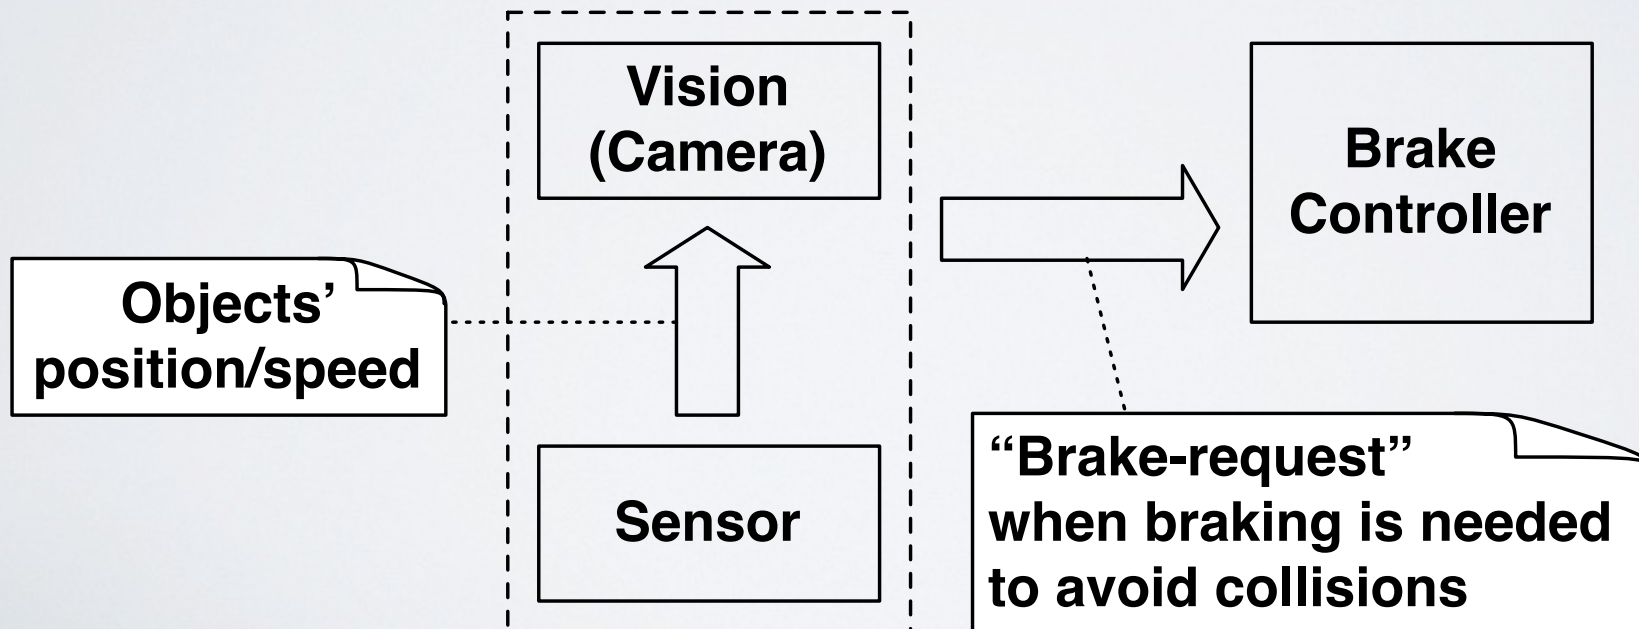 Vision
(Camera)
Brake
Controller
Objects’
position/speed
Sensor
“Brake-request”
when braking is needed
to avoid collisions